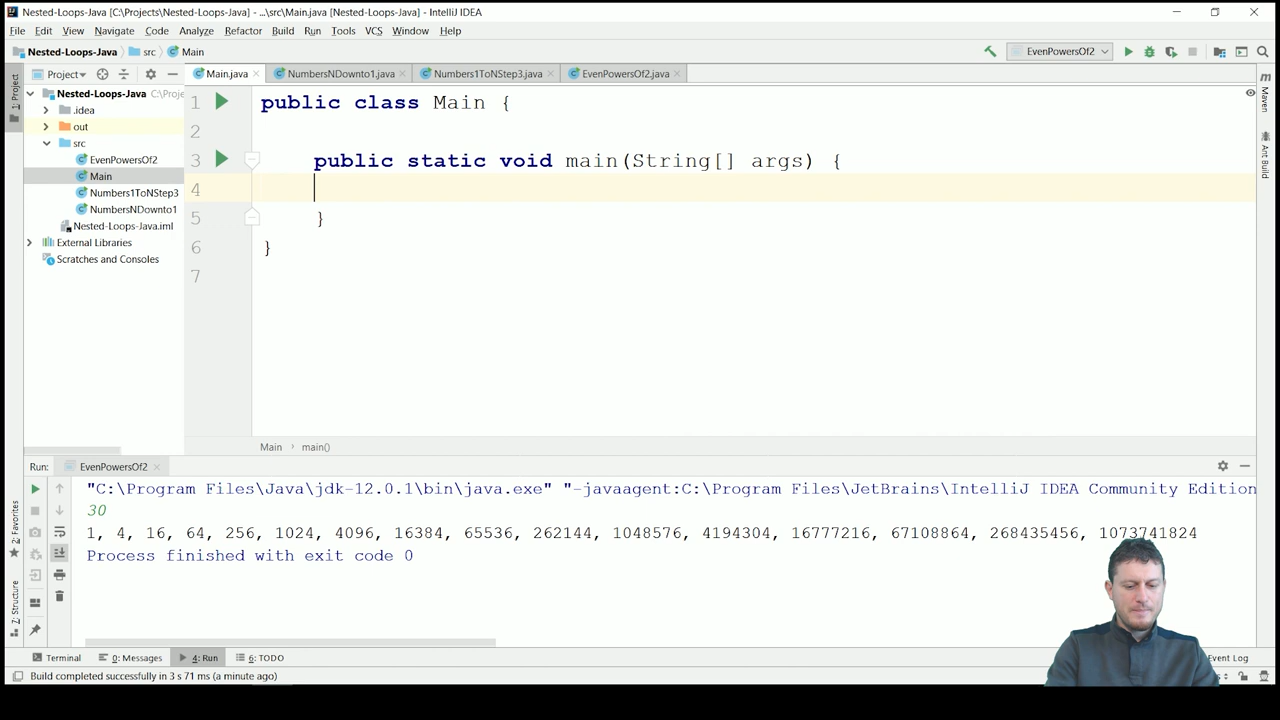 Nested-Loops-Java [C:\Projects\Nested-Loops-Java] - ...\src\Main.java [Nested-Loops-Java] - IntelliJ IDEA
File Edit View Navigate Code Analyze Refactor Build Run Tools VCS Window Help
Nested-Loops-Java src Main EvenPowersOf2
Project Main.java NumbersNDownto1.java Numbers1ToNStep3.java EvenPowersOf2.java
1: Project
Nested-Loops-Java C:\Proje
.idea
out
src
EvenPowersOf2
Main
Numbers1ToNStep3
NumbersNDownto1
Nested-Loops-Java.iml
External Libraries
Scratches and Consoles
1 public class Main {
2
3 public static void main(String[] args) {
4
5 }
6 }
7
Maven
Ant Build
Main main()
Run: EvenPowersOf2
"C:\Program Files\Java\jdk-12.0.1\bin\java.exe" "-javaagent:C:\Program Files\JetBrains\IntelliJ IDEA Community Edition
30
1, 4, 16, 64, 256, 1024, 4096, 16384, 65536, 262144, 1048576, 4194304, 16777216, 67108864, 268435456, 1073741824
Process finished with exit code 0
2: Favorites
Z: Structure
Terminal 0: Messages 4: Run 6: TODO Event Log
Build completed successfully in 3 s 71 ms (a minute ago)